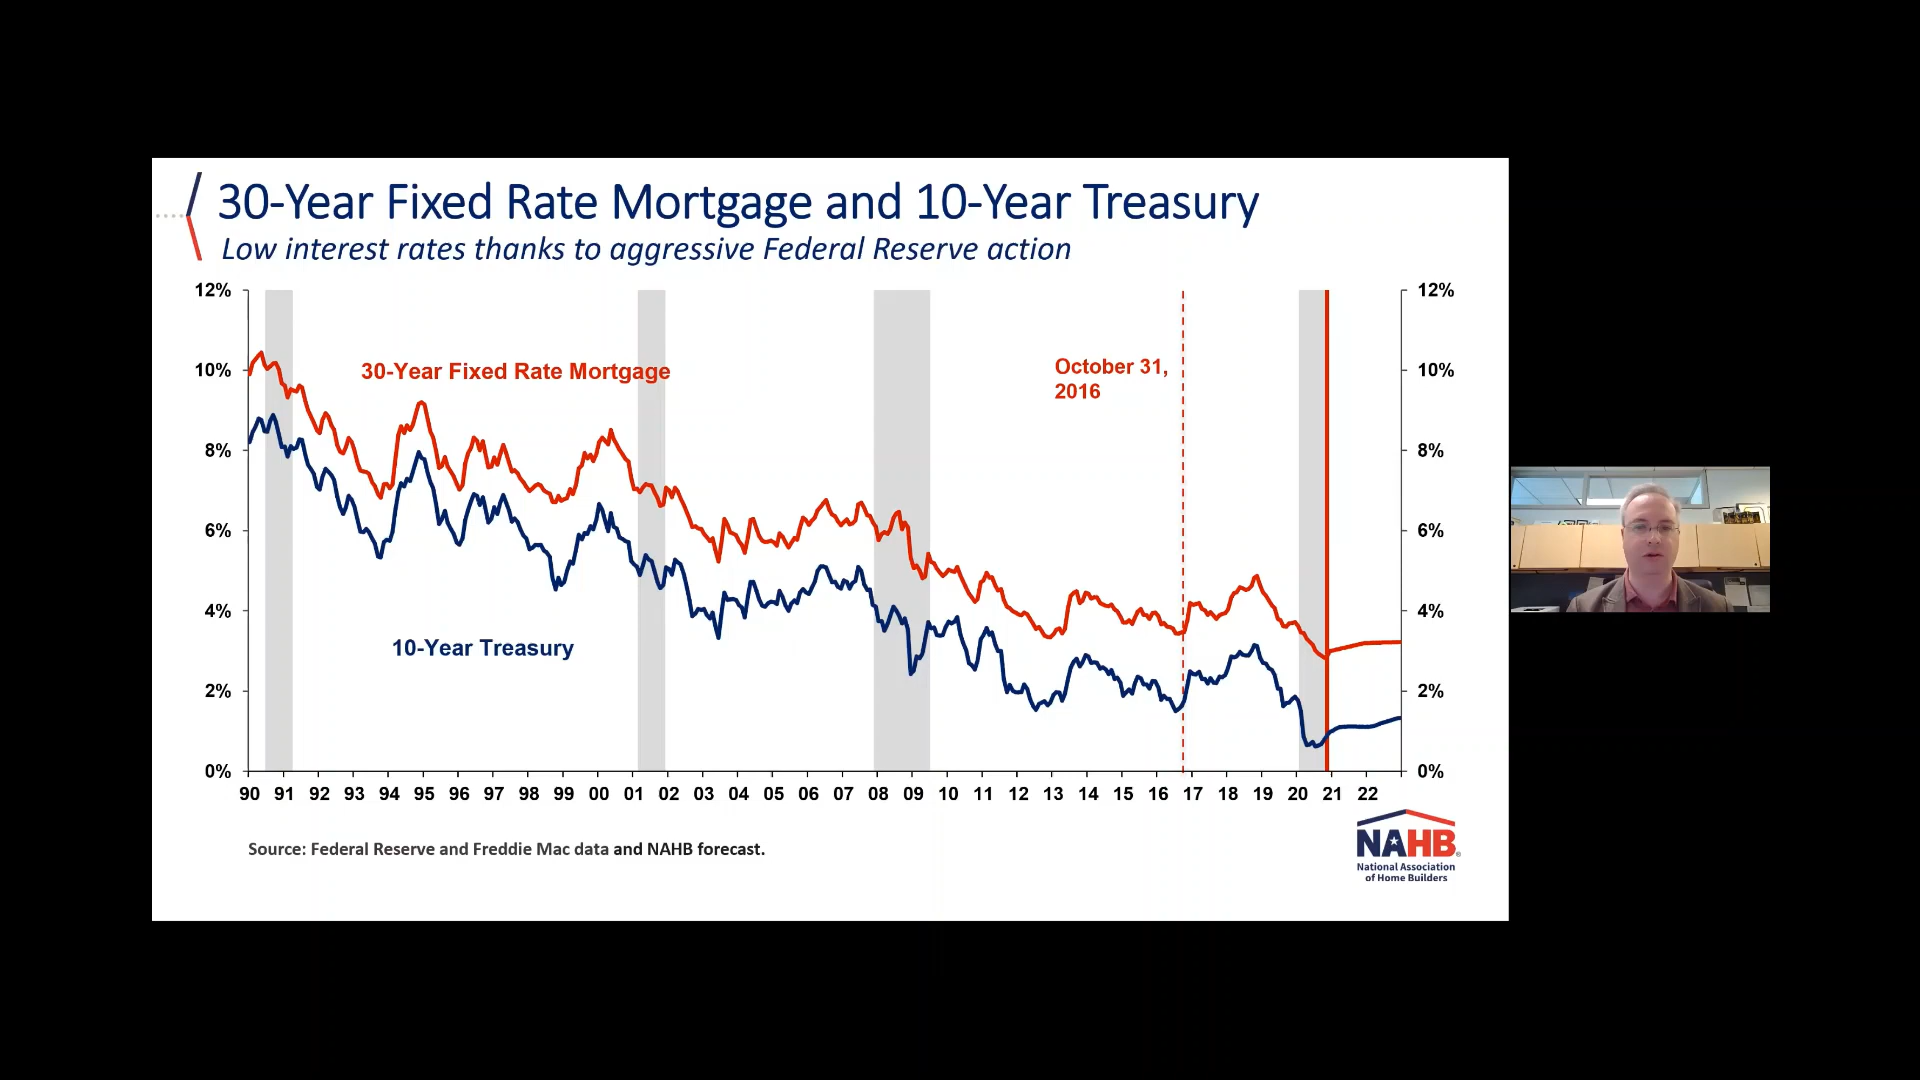 30-Year Fixed Rate Mortgage and 10-Year Treasury
Low interest rates thanks to aggressive Federal Reserve action
12% 12%
30-Year Fixed Rate Mortgage
October 31,
2016
10% 10%
8% 8%
6% 6%
4% 4%
10-Year Treasury
2% 2%
0% 0%
90 91 92 93 94 95 96 97 98 99 00 01 02 03 04 05 06 07 08 09 10 11 12 13 14 15 16 17 18 19 20 21 22
Source: Federal Reserve and Freddie Mac data and NAHB forecast.
NAHB®
National Association
of Home Builders